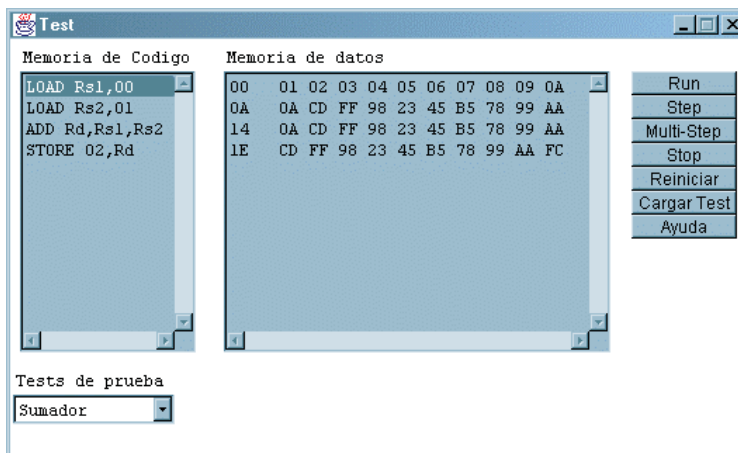 Test
Memoria de Codigo
LOAD Rs1,00
LOAD Rs2,01
ADD Rd,Rs1,Rs2
STORE 02,Rd
Memoria de datos
00 01 02 03 04 05 06 07 08 09 0A
0A 0A CD FF 98 23 45 B5 78 99 AA
14 0A CD FF 98 23 45 B5 78 99 AA
1E CD FF 98 23 45 B5 78 99 AA FC
Run
Step
Multi-Step
Stop
Reiniciar
Cargar Test
Ayuda
Tests de prueba
Sumador